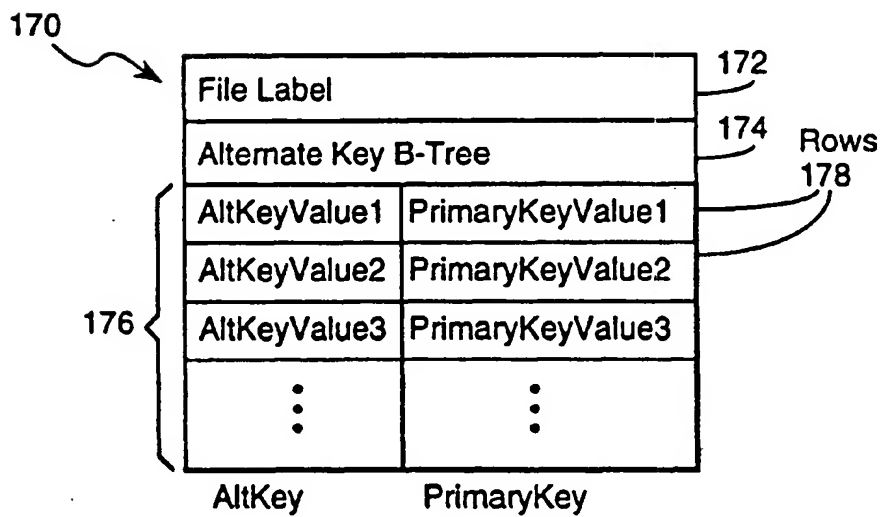 170
File Label
172
Alternate Key B-Tree
174
Rows
178
AltKeyValue1 PrimaryKeyValue1
AltKeyValue2 PrimaryKeyValue2
176
AltKeyValue3 PrimaryKeyValue3
AltKey PrimaryKey